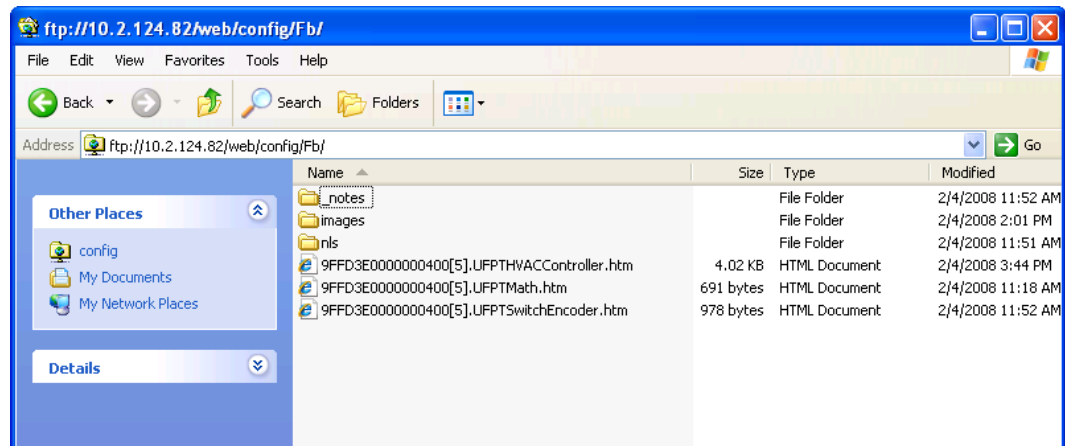 ftp://10.2.124.82/web/config/Fb/
File Edit View Favorites Tools Help
Back Search Folders
Address ftp://10.2.124.82/web/config/Fb/ Go
Name Size Type Modified
_notes File Folder 2/4/2008 11:52 AM
images File Folder 2/4/2008 2:01 PM
nls File Folder 2/4/2008 11:51 AM
9FFD3E0000000400[5].UFPTHVACController.htm 4.02 KB HTML Document 2/4/2008 3:44 PM
9FFD3E0000000400[5].UFPTMath.htm 691 bytes HTML Document 2/4/2008 11:18 AM
9FFD3E0000000400[5].UFPTSwitchEncoder.htm 978 bytes HTML Document 2/4/2008 11:52 AM
Other Places
config
My Documents
My Network Places
Details